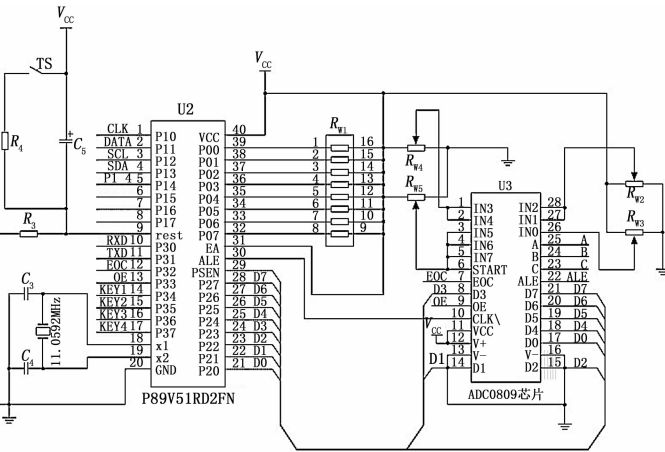 VCC
TS
R4
C5
R3
C3
11.0592MHz
C4
U2
CLK 1 P10 VCC 40
DATA 2 P11 P00 39
SCL 3 P12 P01 38
SDA 4 P13 P02 37
P1 4 5 P14 P03 36
6 P15 P04 35
7 P16 P05 34
8 P17 P06 33
9 rest P07 32
RXD 10 P30 EA 31
TXD 11 P31 ALE 30
EOC 12 P32 PSEN 29
OE 13 P33 P27 28 D7
KEY1 14 P34 P26 27 D6
KEY2 15 P35 P25 26 D5
KEY3 16 P36 P24 25 D4
KEY4 17 P37 P23 24 D3
18 x1 P22 23 D2
19 x2 P21 22 D1
20 GND P20 21 D0
P89V51RD2FN
VCC
RW1
1 16
2 15
3 14
4 13
5 12
6 11
7 10
8 9
RW4
RW5
RW2
RW3
U3
1 IN3 IN2 28
2 IN4 IN1 27
3 IN5 IN0 26
4 IN6 A 25 A
5 IN7 B 24 B
6 START C 23 C
EOC 7 EOC ALE 22 ALE
D3 8 D3 D7 21 D7
OE 9 OE D6 20 D6
10 CLK\ D5 19 D5
11 VCC D4 18 D4
VCC 12 V+ D0 17 D0
13 V- V- 16
D1 14 D1 D2 15 D2
ADC0809芯片